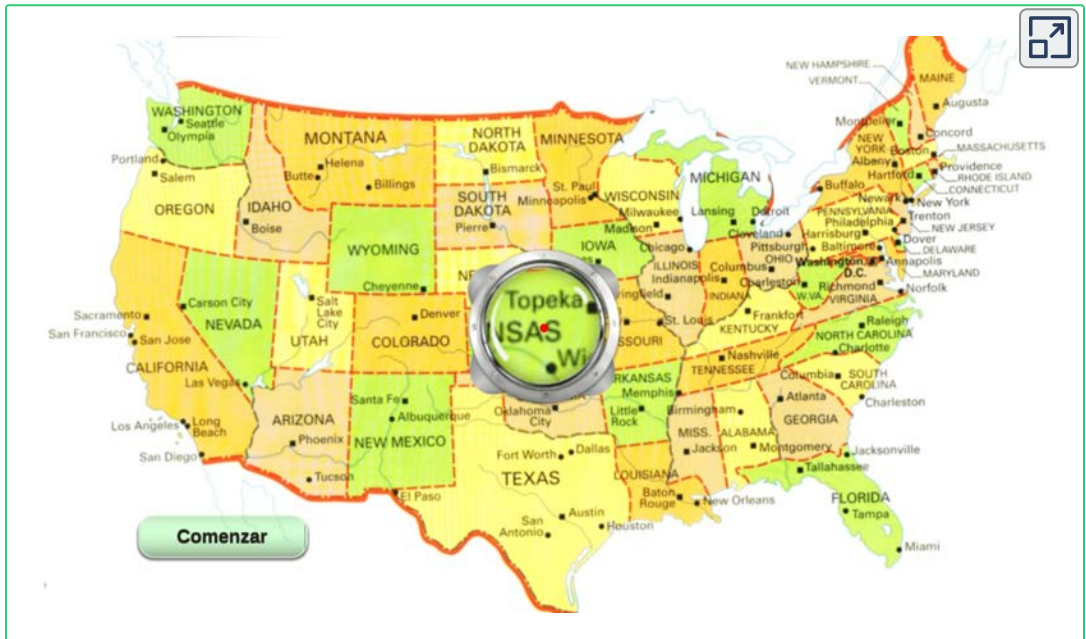 NEW HAMPSHIRE
VERMONT
MAINE
Augusta
WASHINGTON
Seattle
Olympia
Montpelier
Concord
MONTANA
NORTH
DAKOTA
MINNESOTA
NEW
YORK
Boston
MASSACHUSETTS
Portland
Salem
Helena
Butte
Billings
Bismarck
Albany
Providence
RHODE ISLAND
Hartford
CONNECTICUT
MICHIGAN
St. Paul
Minneapolis
WISCONSIN
Buffalo
Newark
New York
OREGON
IDAHO
Boise
SOUTH
DAKOTA
Pierre
Milwaukee
Madison
Lansing
Detroit
PENNSYLVANIA
Philadelphia
Trenton
NEW JERSEY
Harrisburg
Cleveland
WYOMING
Cheyenne
IOWA
Chicago
Pittsburgh
Baltimore
Dover
DELAWARE
OHIO
Columbus
Washington,
D.C.
Annapolis
MARYLAND
ILLINOIS
Indianapolis
INDIANA
Charleston
W.VA.
Richmond
VIRGINIA
Norfolk
Carson City
Sacramento
San Francisco
San Jose
NEVADA
Salt
Lake
City
UTAH
Denver
COLORADO
Topeka
NSAS
Wi
NE
ringfield
St. Louis
SSOURI
Frankfort
KENTUCKY
Raleigh
NORTH CAROLINA
Charlotte
CALIFORNIA
Las Vegas
Nashville
TENNESSEE
Columbia
SOUTH
CAROLINA
Charleston
Santa Fe
Albuquerque
NEW MEXICO
ARIZONA
Phoenix
Tucson
Los Angeles
Long
Beach
San Diego
Oklahoma
City
RKANSAS
Memphis
Little
Rock
Birmingham
Atlanta
GEORGIA
MISS.
Jackson
ALABAMA
Montgomery
Fort Worth
Dallas
TEXAS
LOUISIANA
Jacksonville
Tallahassee
El Paso
Baton
Rouge
New Orleans
FLORIDA
Tampa
Austin
San
Antonio
Houston
Miami
Comenzar